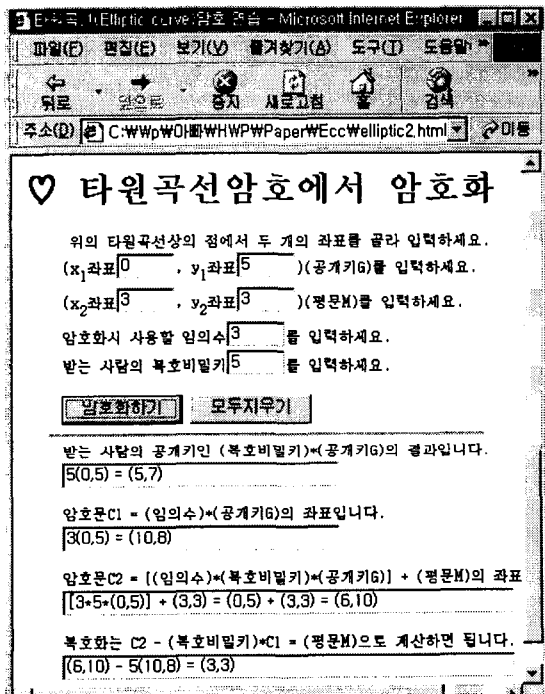 Elliptic curve)암호 연습 - Microsoft Internet Explorer
파일(F) 편집(E) 보기(V) 즐겨찾기(A) 도구(T) 도움말 »
뒤로 앞으로 중지 새로고침 홈 검색 »
주소(D) C:\Wp\아빠\HWP\Paper\Ecc\elliptic2.html 이동
♡ 타원곡선암호에서 암호화
위의 타원곡선상의 점에서 두 개의 좌표를 골라 입력하세요.
(x1좌표 0 , y1좌표 5 )(공개키G)를 입력하세요.
(x2좌표 3 , y2좌표 3 )(평문M)를 입력하세요.
암호화시 사용할 임의수 3 를 입력하세요.
받는 사람의 복호비밀키 5 를 입력하세요.
암호화하기 모두지우기
받는 사람의 공개키인 (복호비밀키)*(공개키G)의 결과입니다.
5(0,5) = (5,7)
암호문C1 = (임의수)*(공개키G)의 좌표입니다.
3(0,5) = (10,8)
암호문C2 = [(임의수)*(복호비밀키)*(공개키G)] + (평문M)의 좌표
[[3*5*(0,5)] + (3,3) = (0,5) + (3,3) = (6,10)
복호화는 C2 - (복호비밀키)*C1 = (평문M)으로 계산하면 됩니다.
(6,10) - 5(10,8) = (3,3)